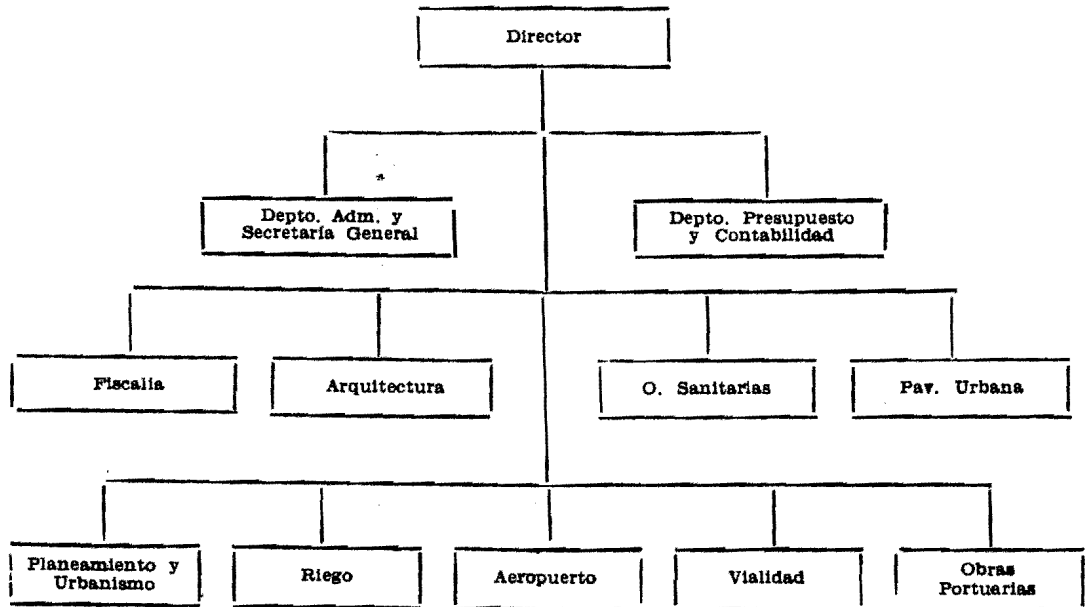 Director
Depto. Adm. y
Secretaría General
Depto. Presupuesto
y Contabilidad
Fiscalia
Arquitectura
O. Sanitarias
Pav. Urbana
Planeamiento y
Urbanismo
Riego
Aeropuerto
Vialidad
Obras
Portuarias